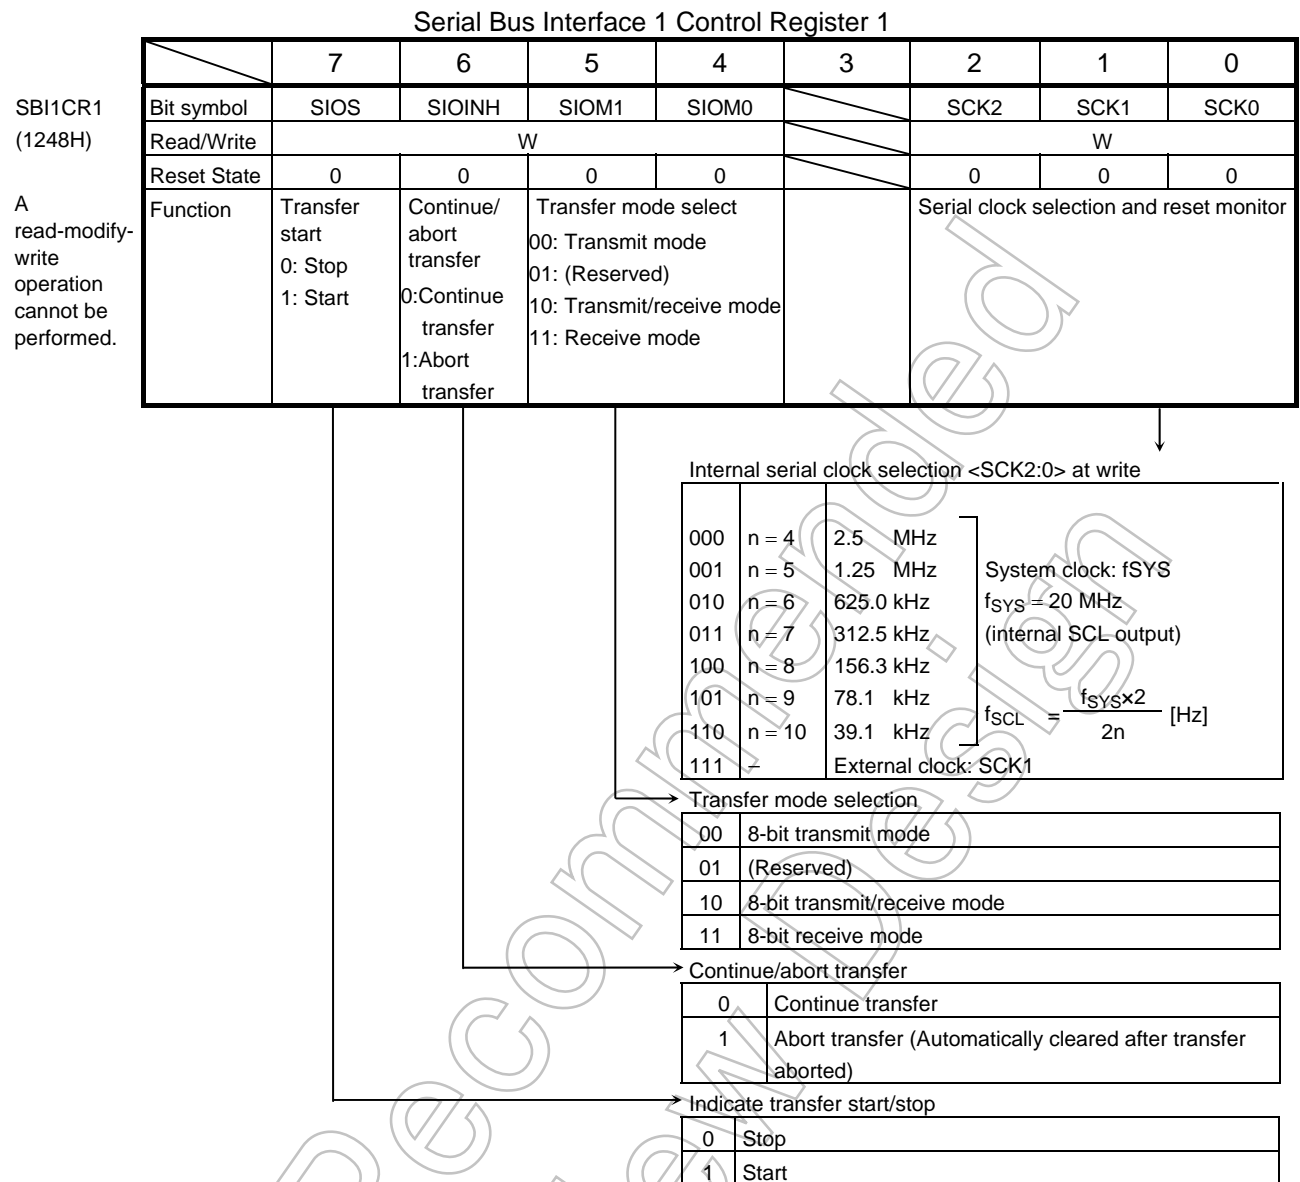 Serial Bus Interface 1 Control Register 1
7 6 5 4 3 2 1 0
SBI1CR1
(1248H)
Bit symbol SIOS SIOINH SIOM1 SIOM0 SCK2 SCK1 SCK0
Read/Write W W
Reset State 0 0 0 0 0 0 0
A
read-modify-
write
operation
cannot be
performed.
Function
Transfer
start
0: Stop
1: Start
Continue/
abort
transfer
0:Continue
transfer
1:Abort
transfer
Transfer mode select
00: Transmit mode
01: (Reserved)
10: Transmit/receive mode
11: Receive mode
Serial clock selection and reset monitor
Internal serial clock selection <SCK2:0> at write
000 n = 4 2.5 MHz
001 n = 5 1.25 MHz
010 n = 6 625.0 kHz
011 n = 7 312.5 kHz
100 n = 8 156.3 kHz
101 n = 9 78.1 kHz
110 n = 10 39.1 kHz
111 – External clock: SCK1
System clock: fSYS
fSYS = 20 MHz
(internal SCL output)
fSCL = fSYS×2 / 2n [Hz]
Transfer mode selection
00 8-bit transmit mode
01 (Reserved)
10 8-bit transmit/receive mode
11 8-bit receive mode
Continue/abort transfer
0 Continue transfer
1 Abort transfer (Automatically cleared after transfer
aborted)
Indicate transfer start/stop
0 Stop
1 Start
Recommended
New Design